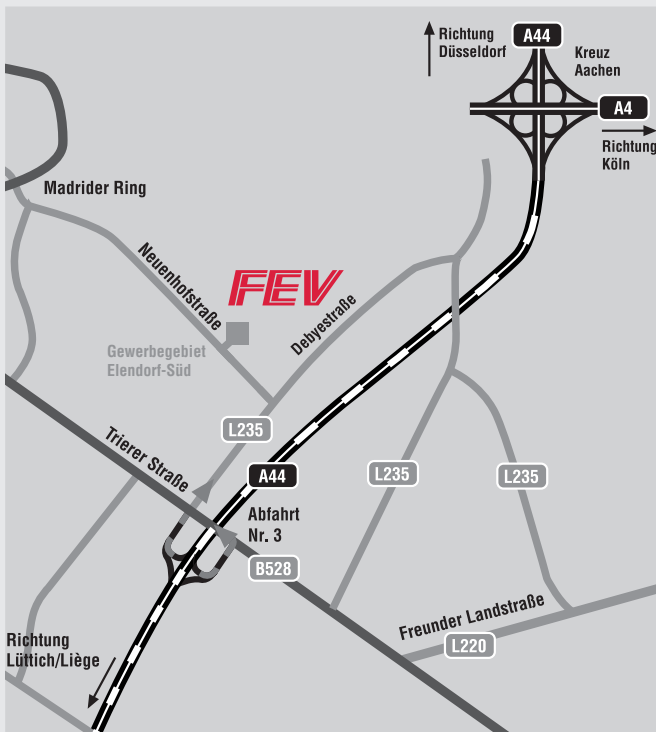 Richtung
Düsseldorf
A44
Kreuz
Aachen
A4
Richtung
Köln
Madrider Ring
Neuenhofstraße
FEV
Debyestraße
Gewerbegebiet
Elendorf-Süd
L235
Trierer Straße
A44
L235
L235
Abfahrt
Nr. 3
B528
Freunder Landstraße
L220
Richtung
Lüttich/Liège